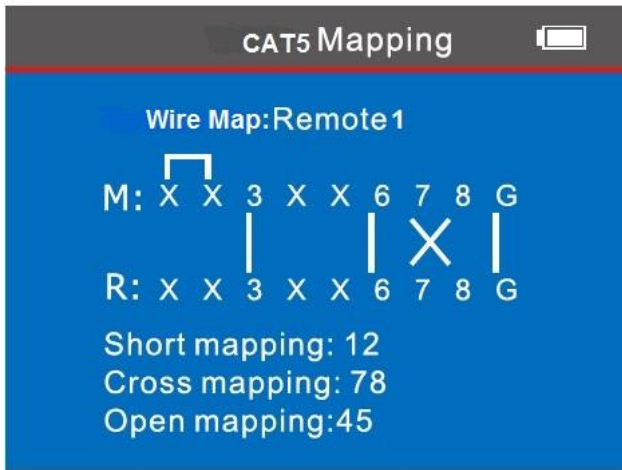 CAT5 Mapping
Wire Map:Remote1
M: X X 3 X X 6 7 8 G
R: X X 3 X X 6 7 8 G
Short mapping: 12
Cross mapping: 78
Open mapping:45